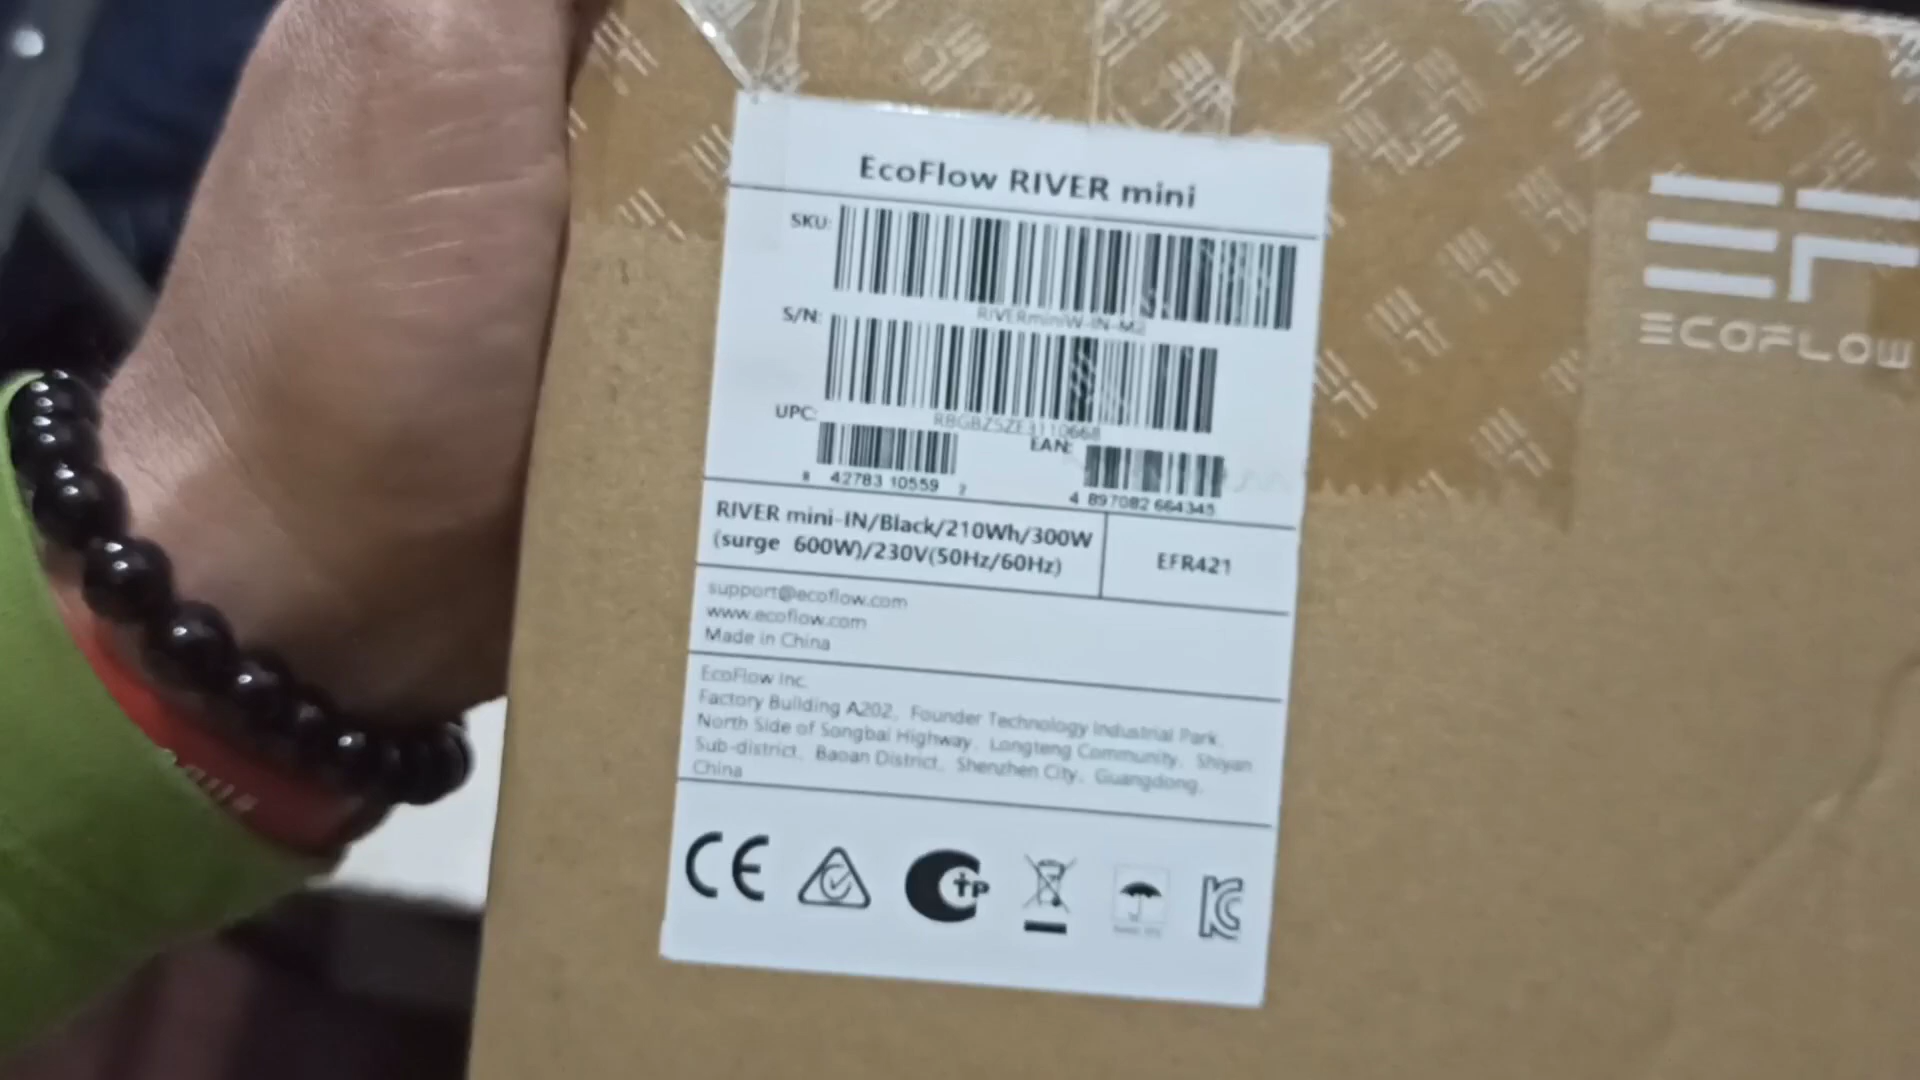 EcoFlow RIVER mini
SKU:
RIVERminiW-IN-M2
S/N:
UPC:
EAN:
8 42783 10559 2
4 897082 664345
RIVER mini-IN/Black/210Wh/300W
(surge 600W)/230V(50Hz/60Hz)
EFR421
support@ecoflow.com
www.ecoflow.com
Made in China
EcoFlow Inc.
Factory Building A202, Founder Technology Industrial Park,
North Side of Songbai Highway, Longteng Community, Shiyan
Sub-district, Baoan District, Shenzhen City, Guangdong,
China
CE
ECOFLOW